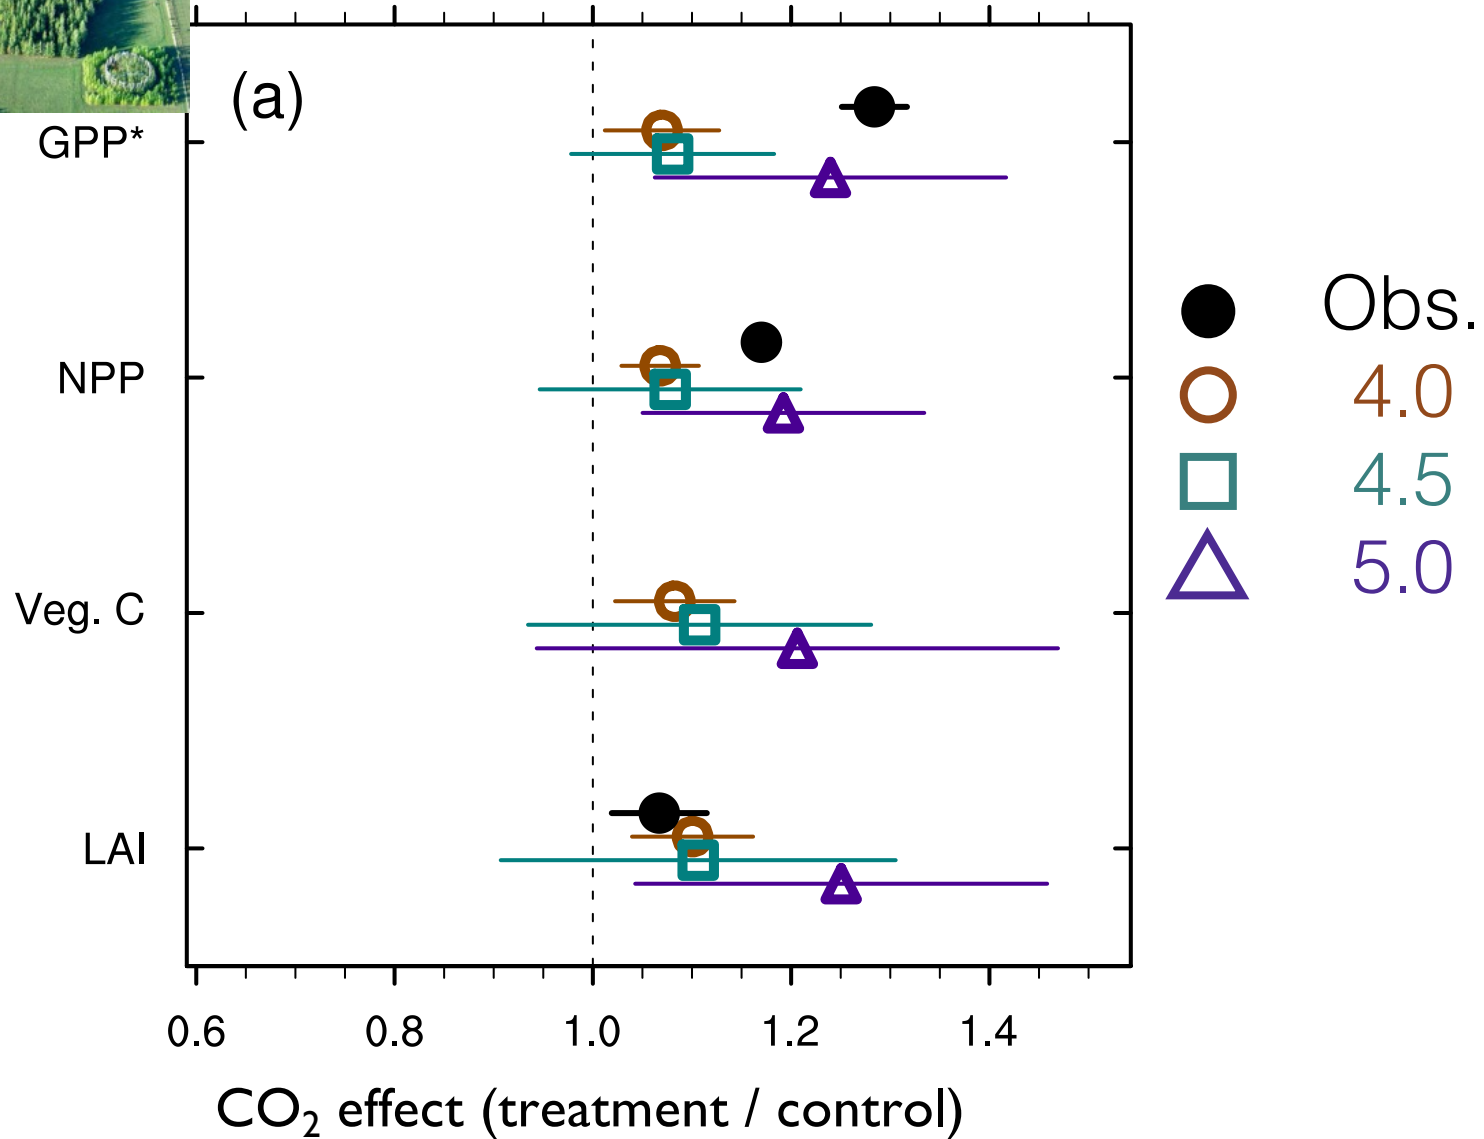 (a)
GPP*
NPP
Veg. C
LAI
Obs.
4.0
4.5
5.0
0.6 0.8 1.0 1.2 1.4
CO₂ effect (treatment / control)